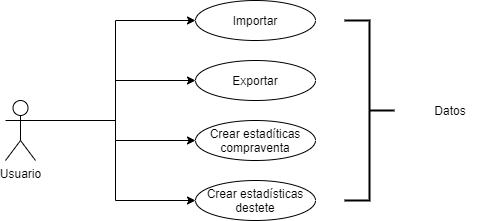 Importar
Exportar
Datos
Crear estadíticas
compraventa
Usuario
Crear estadísticas
destete